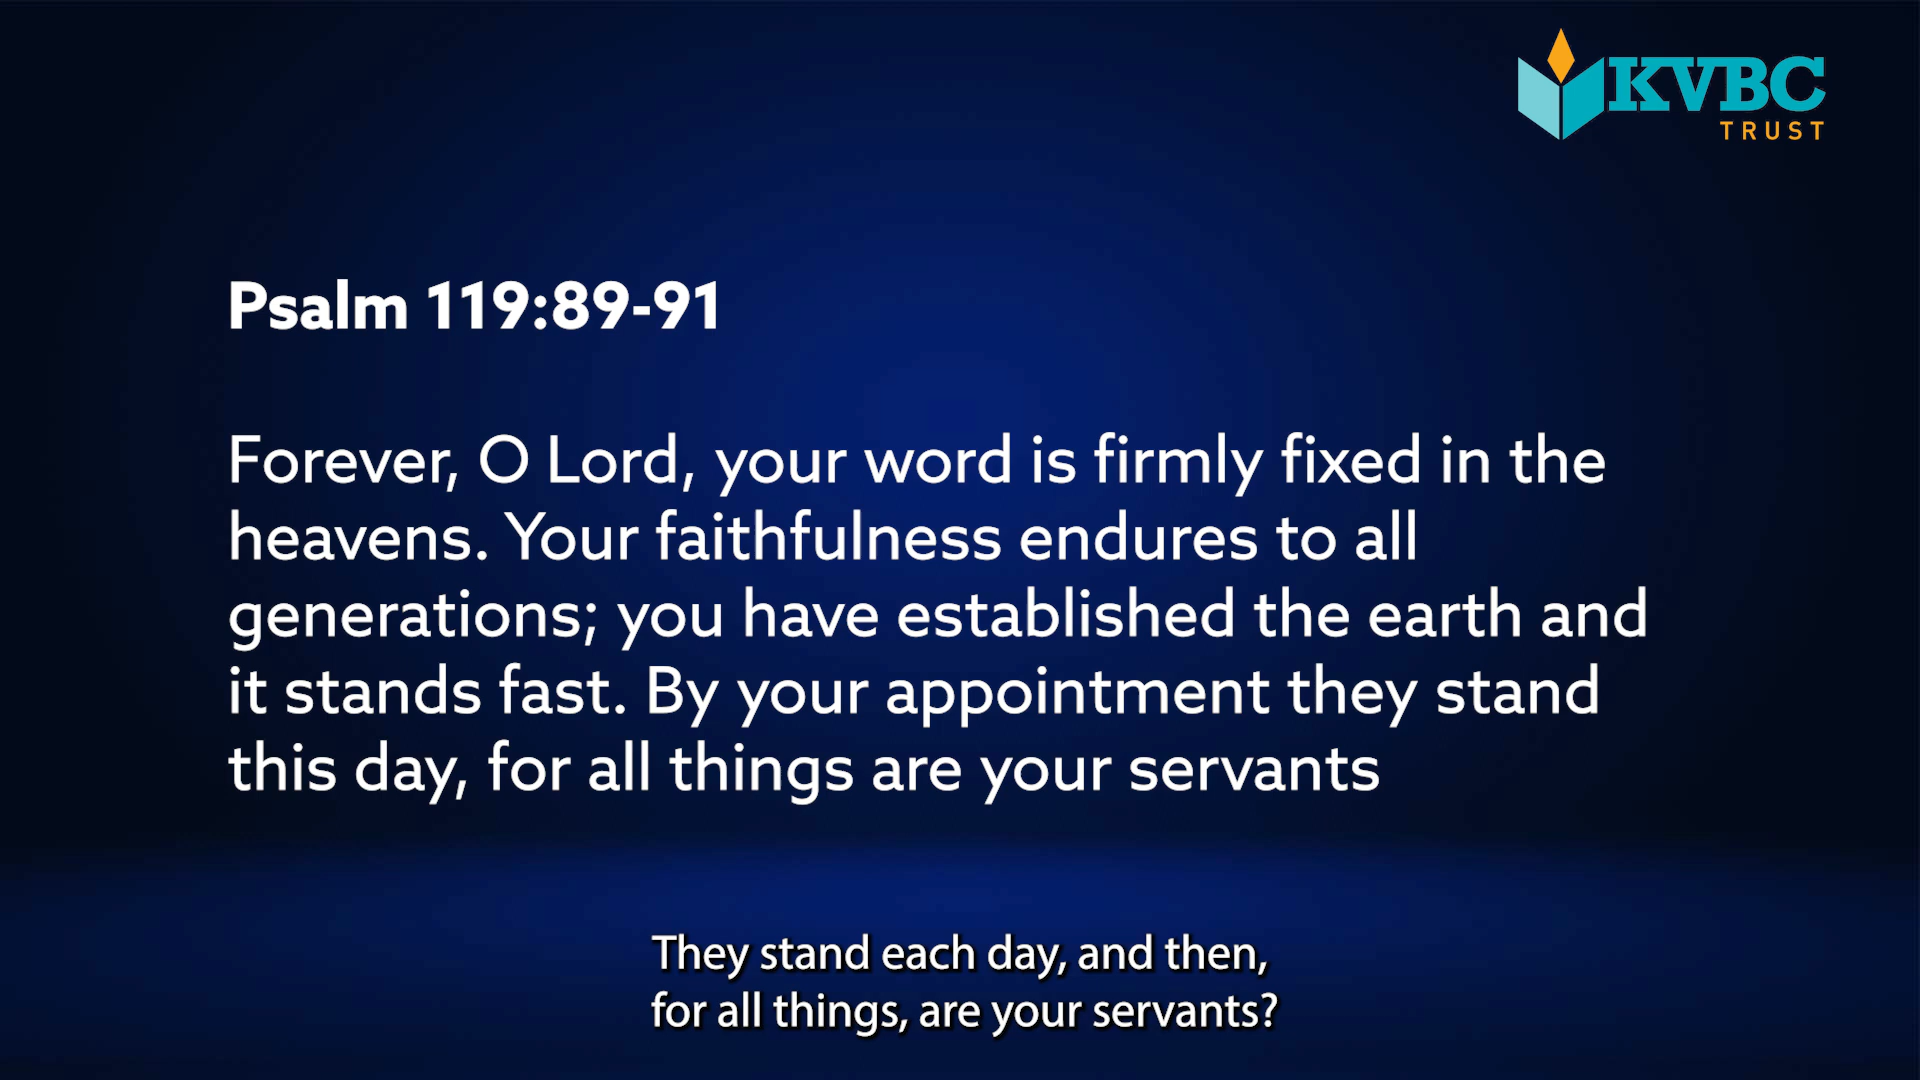 KVBC
TRUST
Psalm 119:89-91
Forever, O Lord, your word is firmly fixed in the
heavens. Your faithfulness endures to all
generations; you have established the earth and
it stands fast. By your appointment they stand
this day, for all things are your servants
They stand each day, and then,
for all things, are your servants?